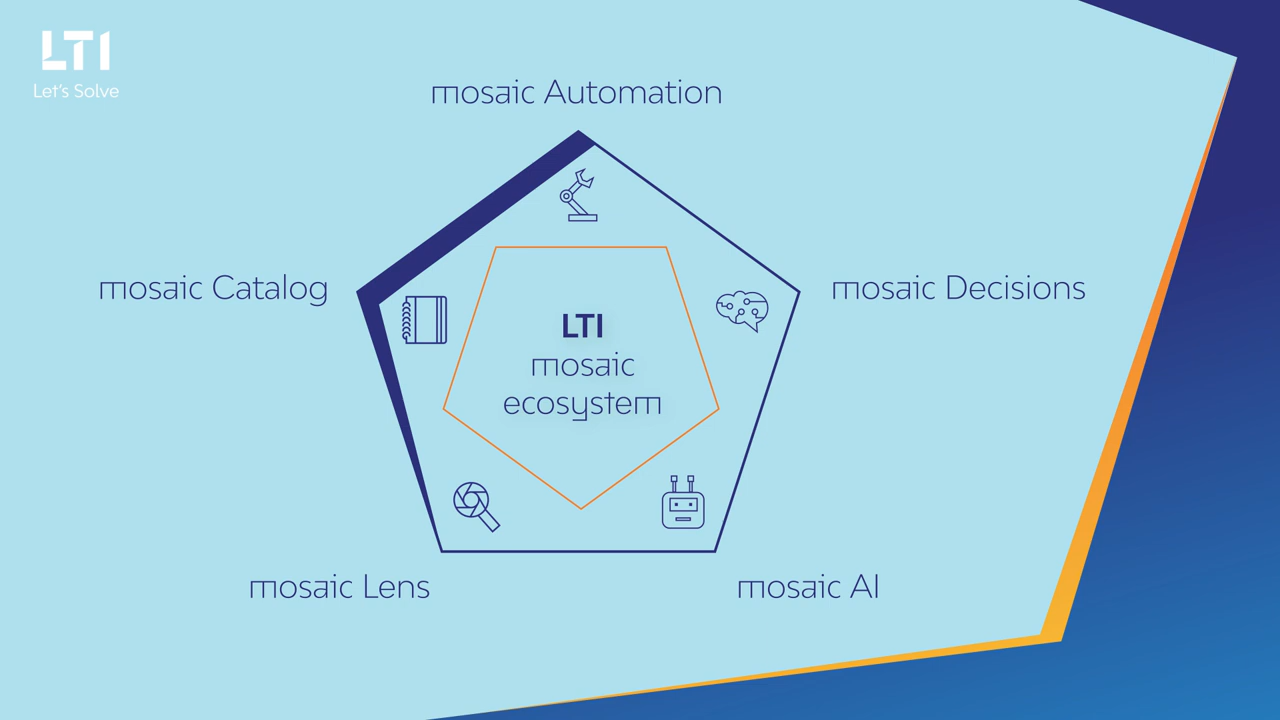 LTI
Let's Solve
mosaic Automation
mosaic Catalog
mosaic Decisions
LTI
mosaic
ecosystem
mosaic Lens
mosaic AI